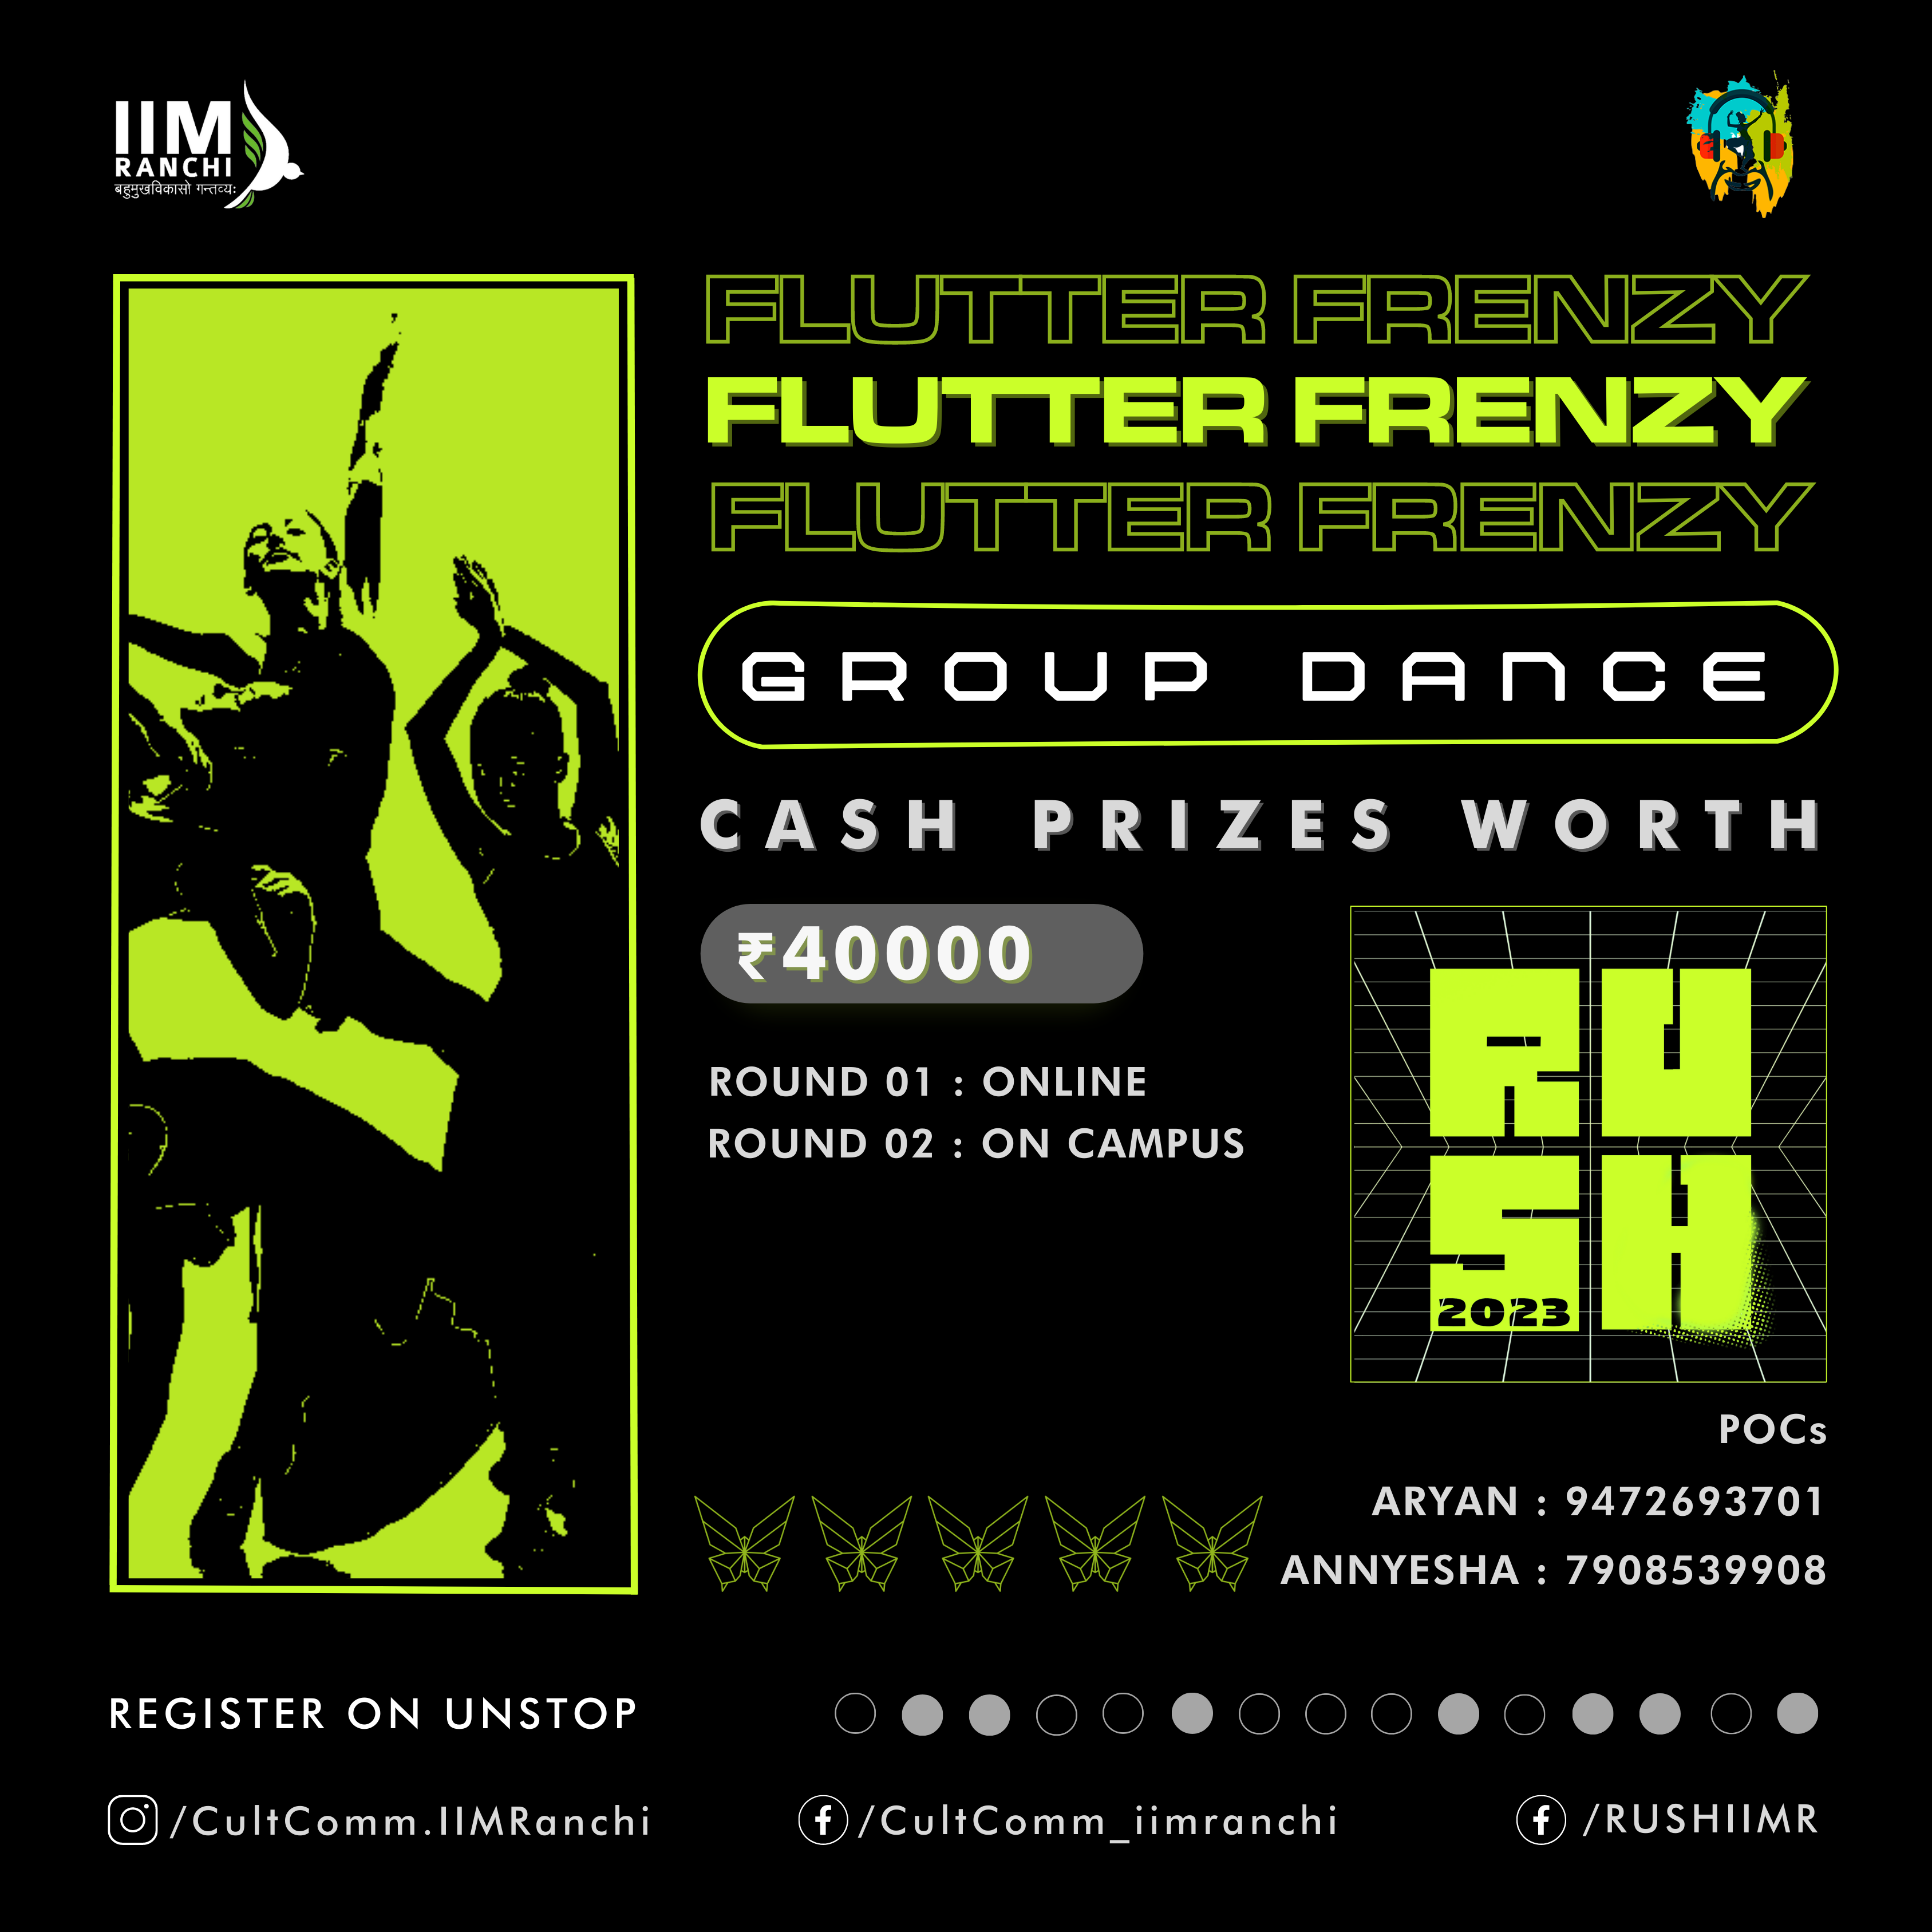 IIM
RANCHI
बहुमुखविकासो गन्तव्यः
FLUTTER FRENZY
FLUTTER FRENZY
FLUTTER FRENZY
GROUP DANCE
CASH PRIZES WORTH
₹40000
ROUND 01 : ONLINE
ROUND 02 : ON CAMPUS
RU
SH
2023
POCs
ARYAN : 9472693701
ANNYESHA : 7908539908
REGISTER ON UNSTOP
/CultComm.IIMRanchi
/CultComm_iimranchi
/RUSHIIMR